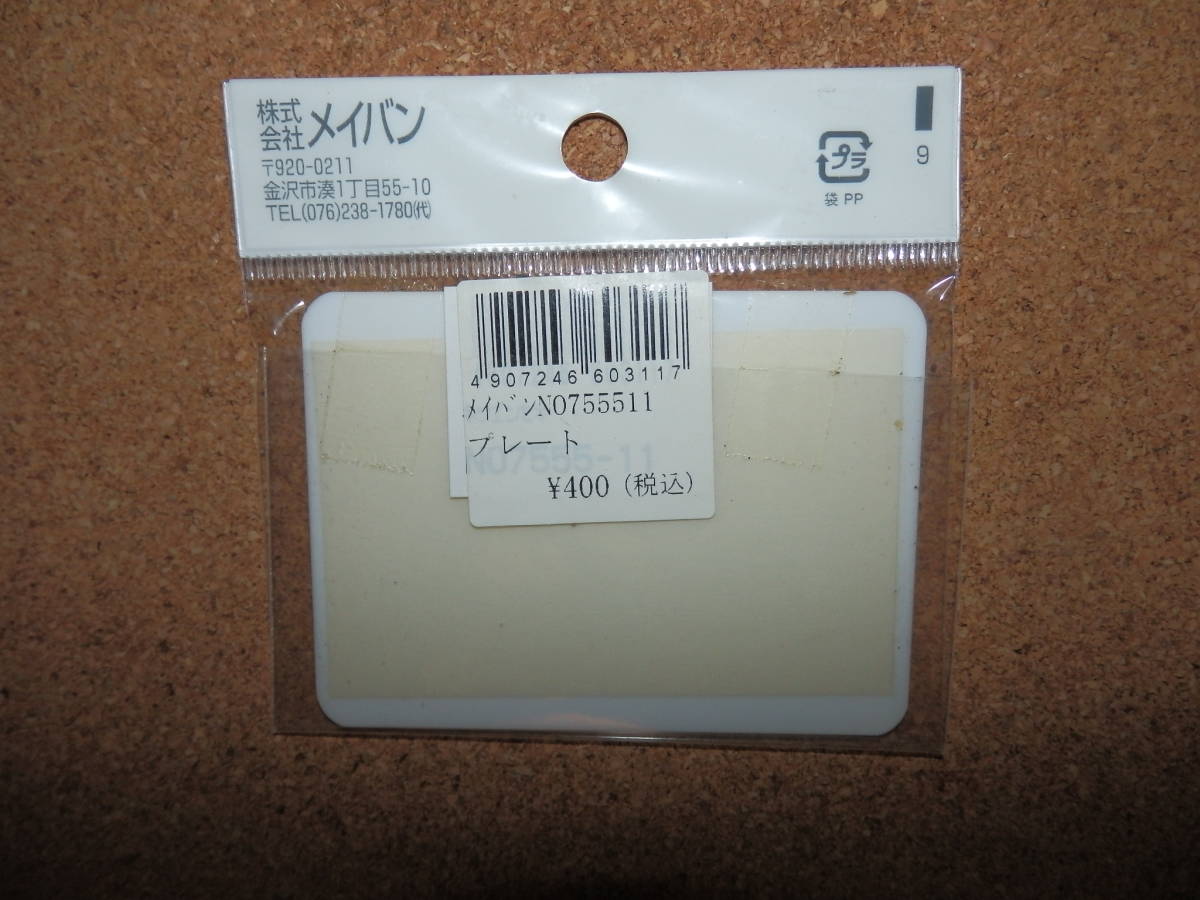 株式会社 メイバン
〒920-0211
金沢市湊1丁目55-10
TEL(076)238-1780㈹
プラ
袋 PP
9
4 907246 603117
ﾒｲﾊﾞﾝN0755511
プレート
N07555-11
¥400 (税込)